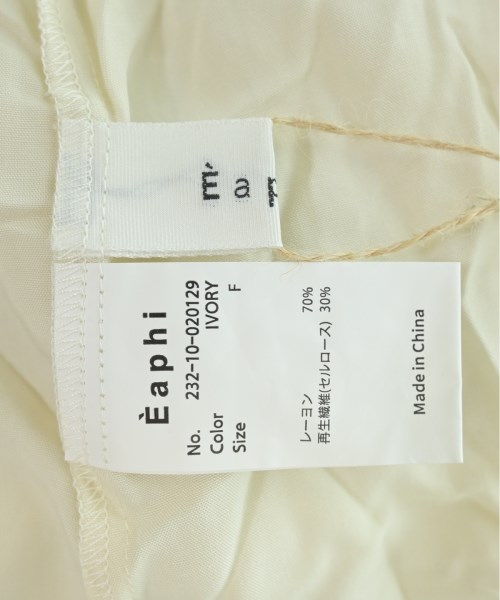 Èaphi
No. 232-10-020129
Color IVORY
Size F
レーヨン 70%
再生繊維(セルロース) 30%
Made in China